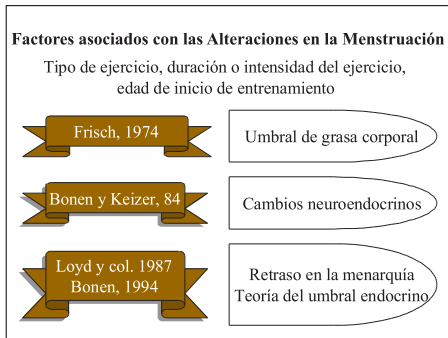 Factores asociados con las Alteraciones en la Menstruación
Tipo de ejercicio, duración o intensidad del ejercicio,
edad de inicio de entrenamiento
Frisch, 1974
Umbral de grasa corporal
Bonen y Keizer, 84
Cambios neuroendocrinos
Loyd y col. 1987
Bonen, 1994
Retraso en la menarquía
Teoría del umbral endocrino